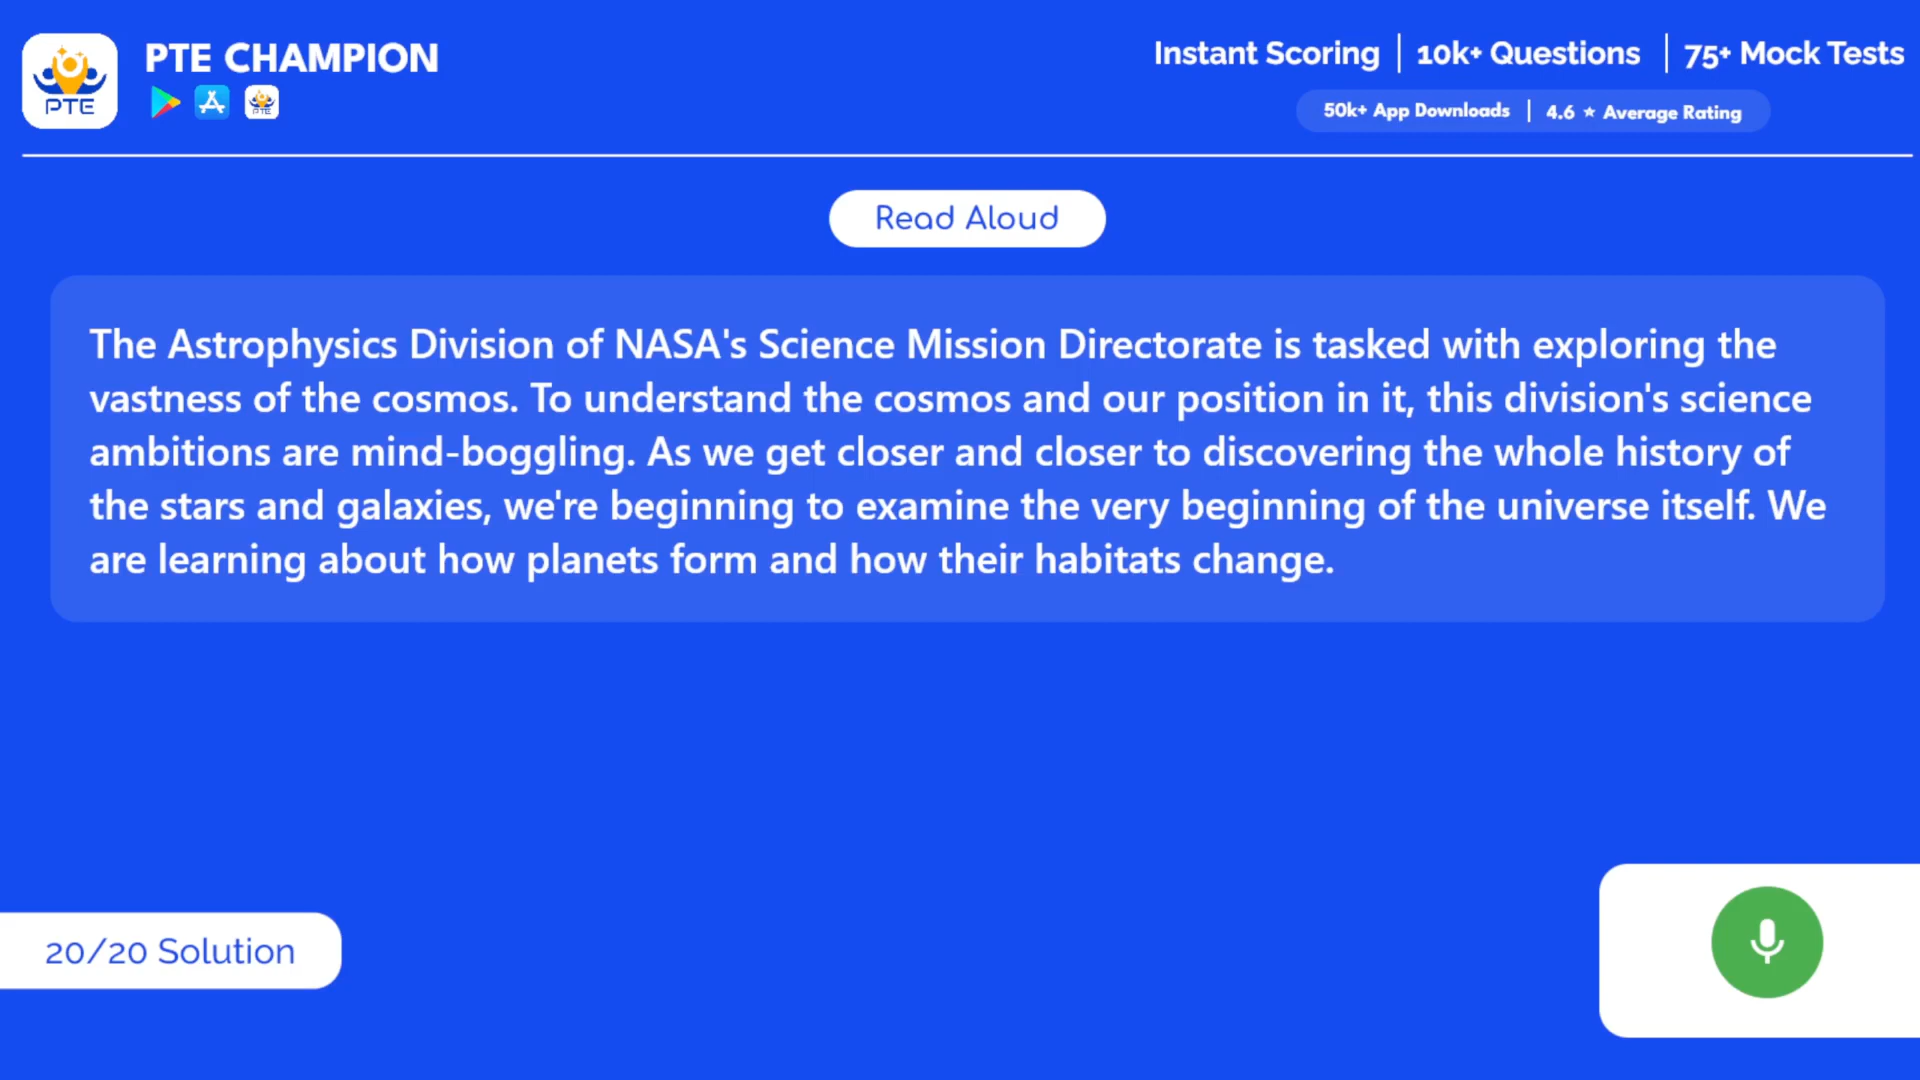 PTE CHAMPION
PTE
PTE
Instant Scoring | 10k+ Questions | 75+ Mock Tests
50k+ App Downloads | 4.6 ★ Average Rating
Read Aloud
The Astrophysics Division of NASA's Science Mission Directorate is tasked with exploring the
vastness of the cosmos. To understand the cosmos and our position in it, this division's science
ambitions are mind-boggling. As we get closer and closer to discovering the whole history of
the stars and galaxies, we're beginning to examine the very beginning of the universe itself. We
are learning about how planets form and how their habitats change.
20/20 Solution